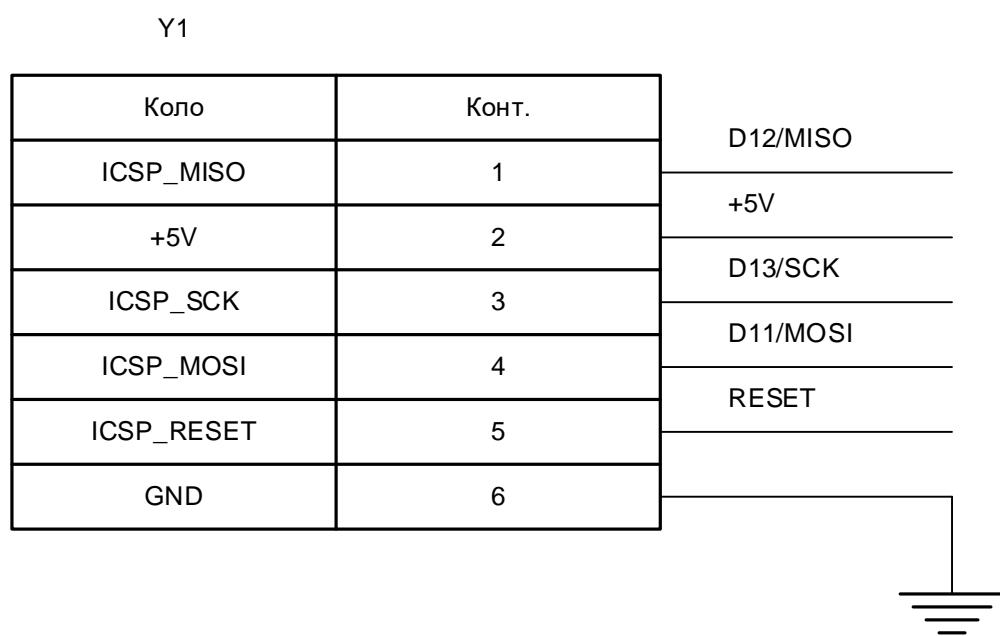 Y1
Коло Конт.
D12/MISO
ICSP_MISO 1
+5V
+5V 2
D13/SCK
ICSP_SCK 3
D11/MOSI
ICSP_MOSI 4
RESET
ICSP_RESET 5
GND 6